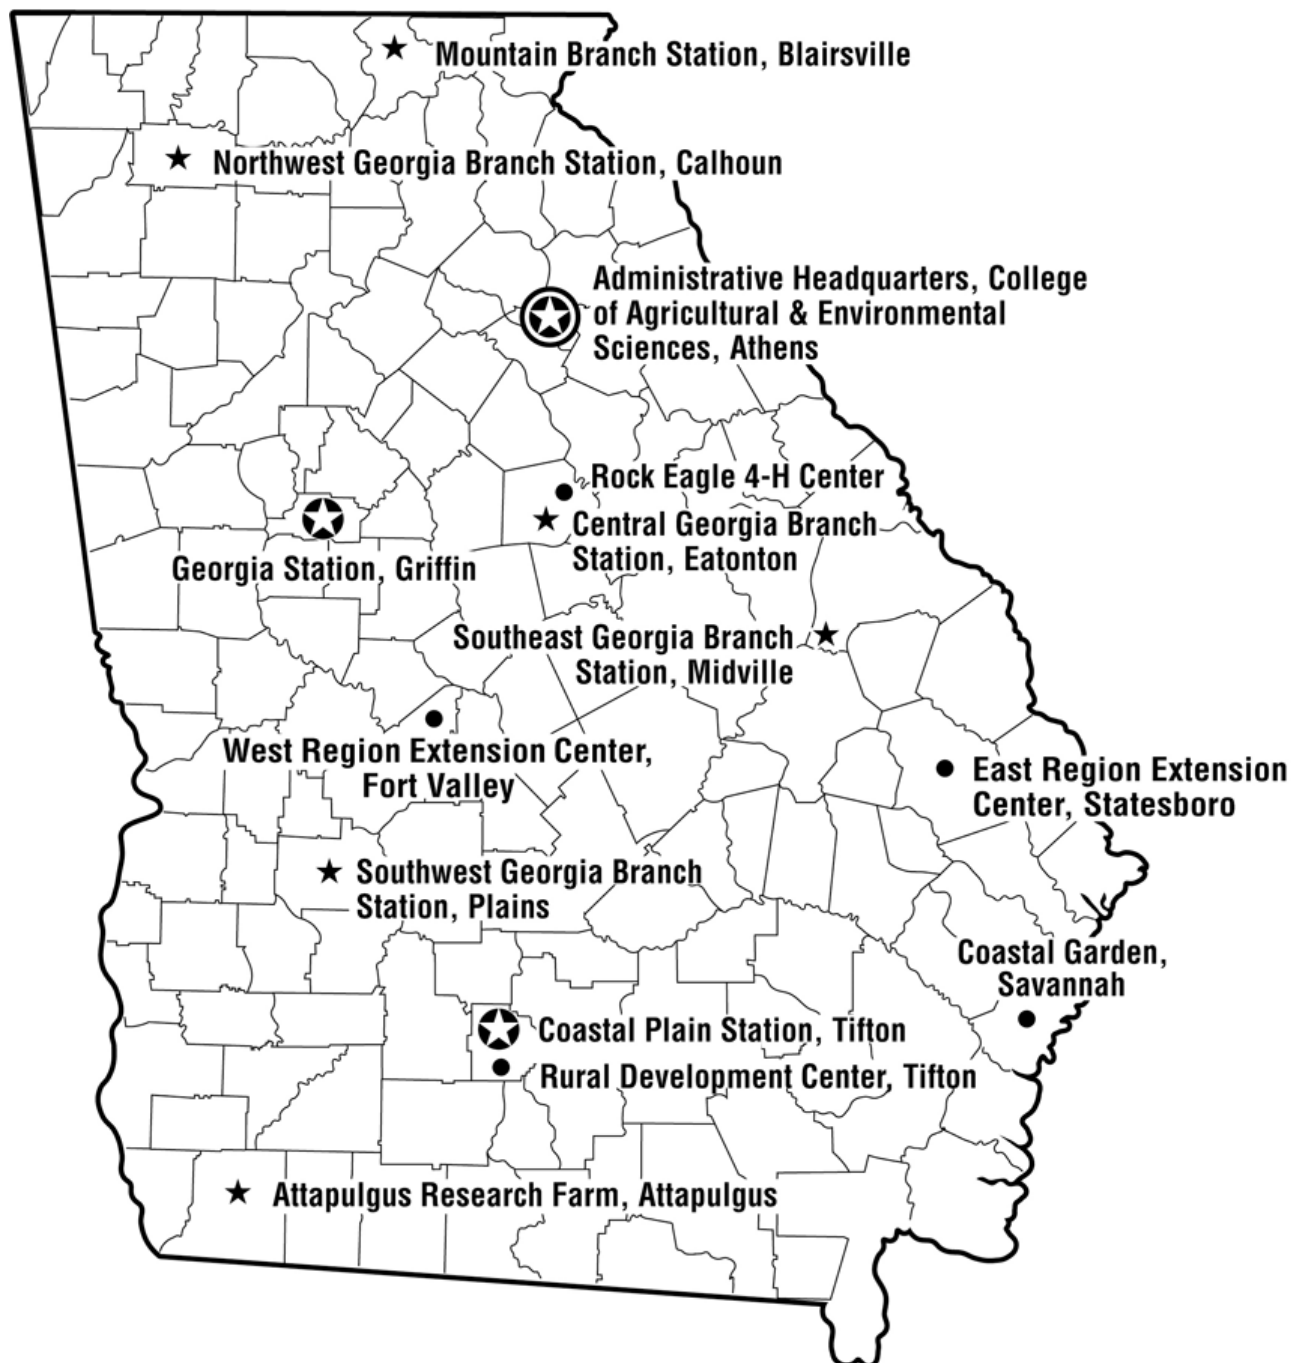 Mountain Branch Station, Blairsville
Northwest Georgia Branch Station, Calhoun
Administrative Headquarters, College
of Agricultural & Environmental
Sciences, Athens
Rock Eagle 4-H Center
Central Georgia Branch
Station, Eatonton
Georgia Station, Griffin
Southeast Georgia Branch
Station, Midville
West Region Extension Center,
Fort Valley
East Region Extension
Center, Statesboro
Southwest Georgia Branch
Station, Plains
Coastal Garden,
Savannah
Coastal Plain Station, Tifton
Rural Development Center, Tifton
Attapulgus Research Farm, Attapulgus